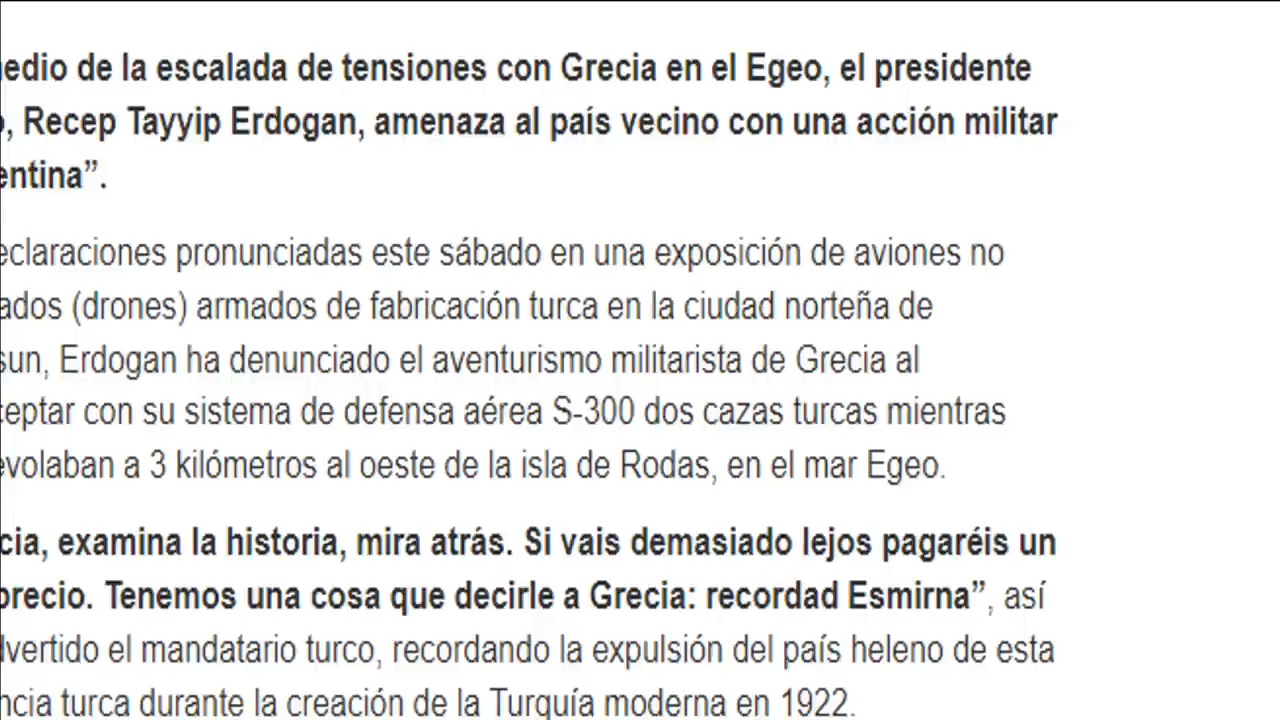 edio de la escalada de tensiones con Grecia en el Egeo, el presidente
o, Recep Tayyip Erdogan, amenaza al país vecino con una acción militar
entina”.
eclaraciones pronunciadas este sábado en una exposición de aviones no
ados (drones) armados de fabricación turca en la ciudad norteña de
sun, Erdogan ha denunciado el aventurismo militarista de Grecia al
ceptar con su sistema de defensa aérea S-300 dos cazas turcas mientras
evolaban a 3 kilómetros al oeste de la isla de Rodas, en el mar Egeo.
cia, examina la historia, mira atrás. Si vais demasiado lejos pagaréis un
precio. Tenemos una cosa que decirle a Grecia: recordad Esmirna”, así
dvertido el mandatario turco, recordando la expulsión del país heleno de esta
ncia turca durante la creación de la Turquía moderna en 1922.